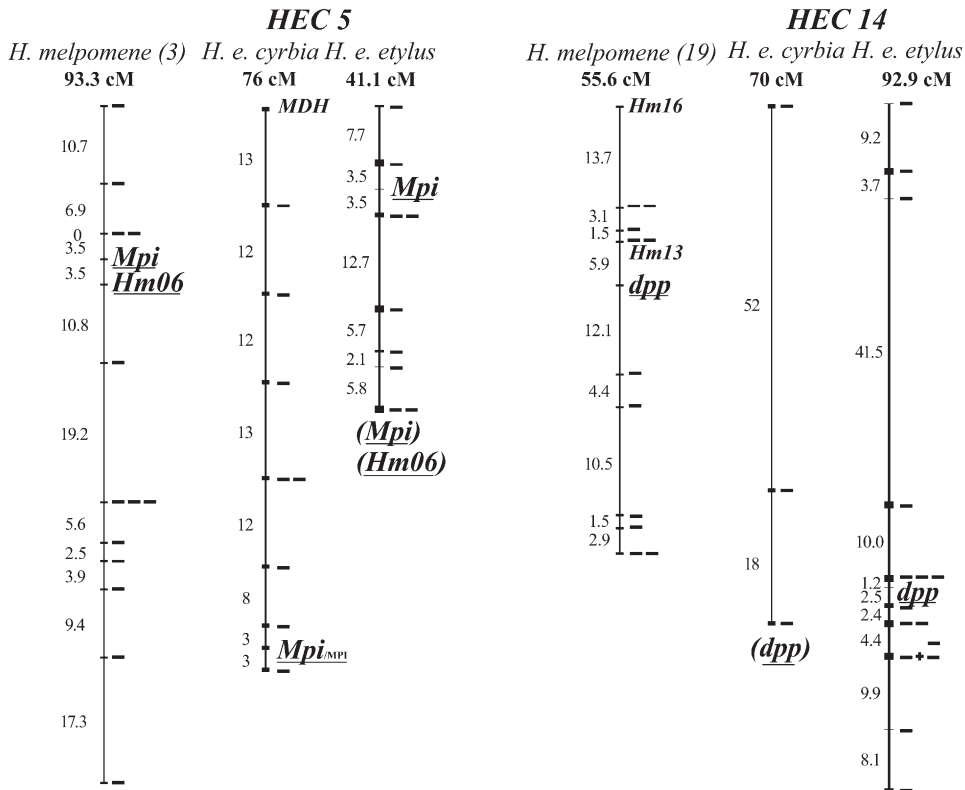 HEC 5
H. melpomene (3) H. e. cyrbia H. e. etylus
93.3 cM 76 cM 41.1 cM
10.7
6.9
0
3.5
3.5
10.8
19.2
5.6
2.5
3.9
9.4
17.3
Mpi
Hm06
MDH
13
12
12
13
12
8
3
3
Mpi/MPI
7.7
3.5
3.5
12.7
5.7
2.1
5.8
Mpi
(Mpi)
(Hm06)
HEC 14
H. melpomene (19) H. e. cyrbia H. e. etylus
55.6 cM 70 cM 92.9 cM
Hm16
13.7
3.1
1.5
Hm13
5.9
dpp
12.1
4.4
10.5
1.5
2.9
52
18
(dpp)
9.2
3.7
41.5
10.0
1.2
2.5
dpp
2.4
4.4
+
9.9
8.1